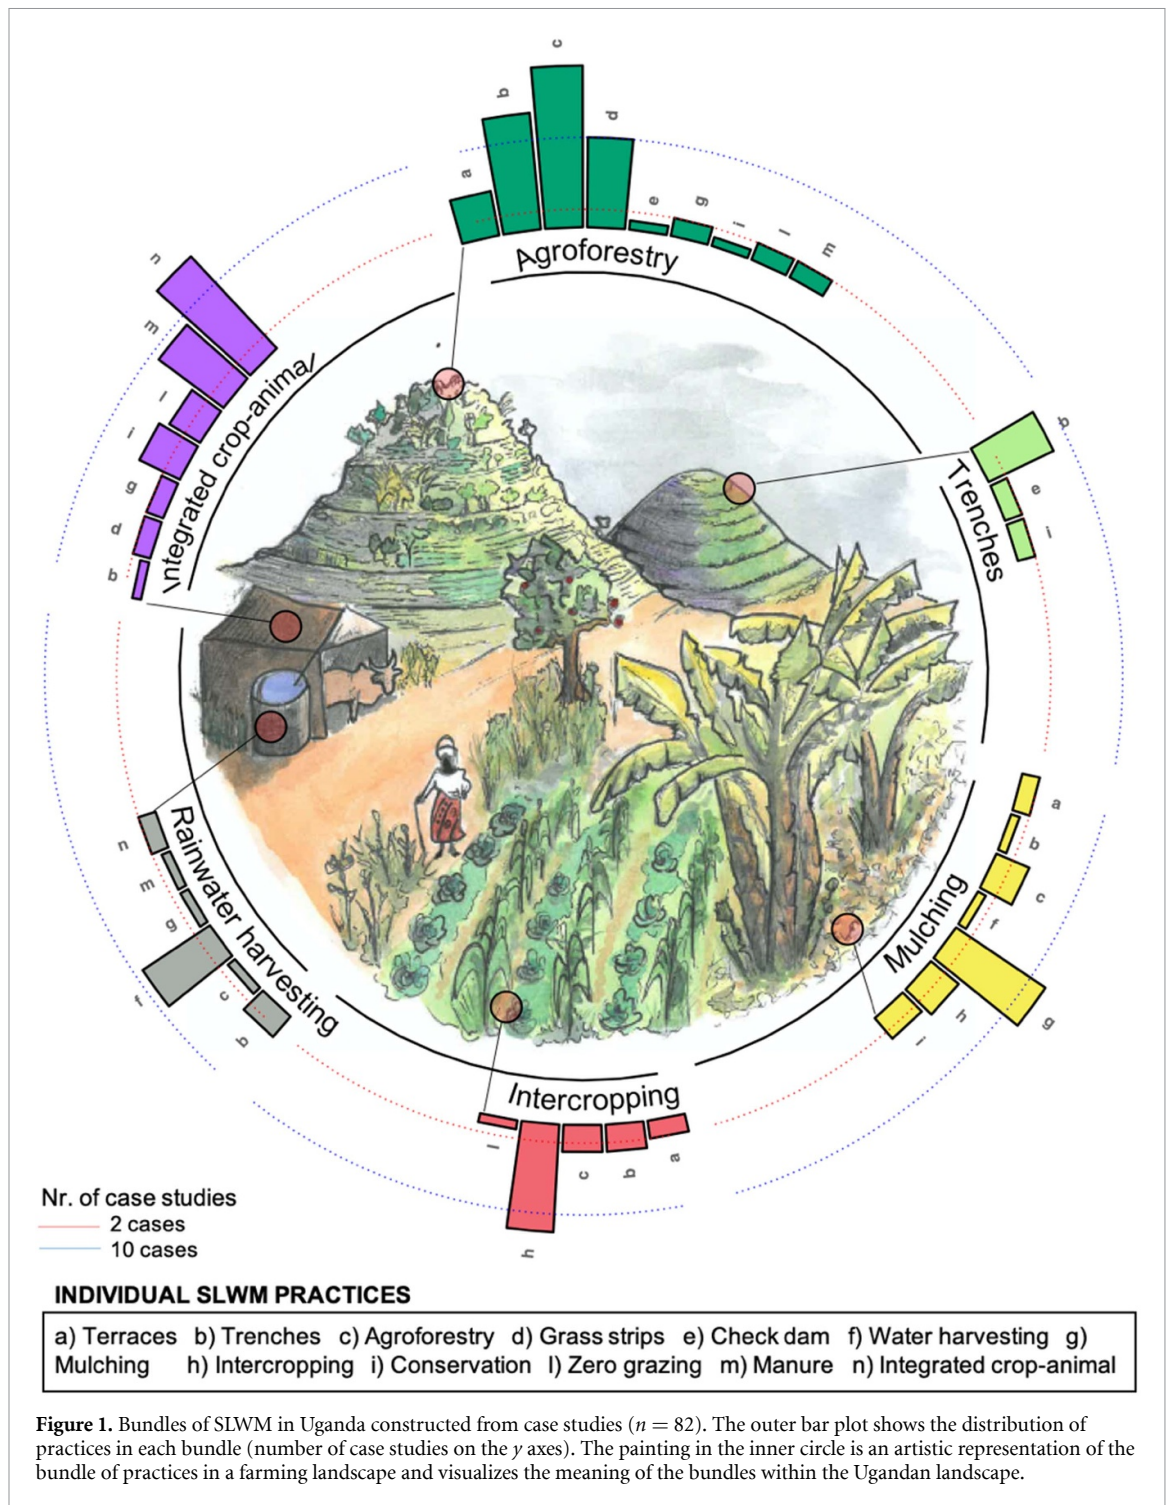 c
b
d
a
e
g
i
l
m
Agroforestry
n
m
l
i
g
d
b
Integrated crop-animal
b
e
i
Trenches
a
b
c
f
g
h
i
Mulching
n
m
g
f
c
b
Rainwater harvesting
Intercropping
l
h
c
b
a
Nr. of case studies
2 cases
10 cases
INDIVIDUAL SLWM PRACTICES
a) Terraces b) Trenches c) Agroforestry d) Grass strips e) Check dam f) Water harvesting g)
Mulching h) Intercropping i) Conservation l) Zero grazing m) Manure n) Integrated crop-animal
Figure 1. Bundles of SLWM in Uganda constructed from case studies (n = 82). The outer bar plot shows the distribution of
practices in each bundle (number of case studies on the y axes). The painting in the inner circle is an artistic representation of the
bundle of practices in a farming landscape and visualizes the meaning of the bundles within the Ugandan landscape.